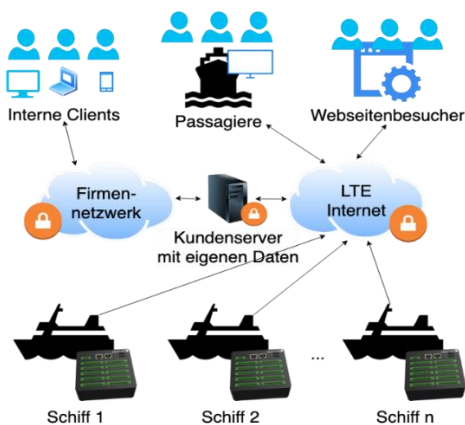 Interne Clients
Passagiere
Webseitenbesucher
Firmen-
netzwerk
LTE
Internet
Kundenserver
mit eigenen Daten
...
Schiff 1
Schiff 2
Schiff n